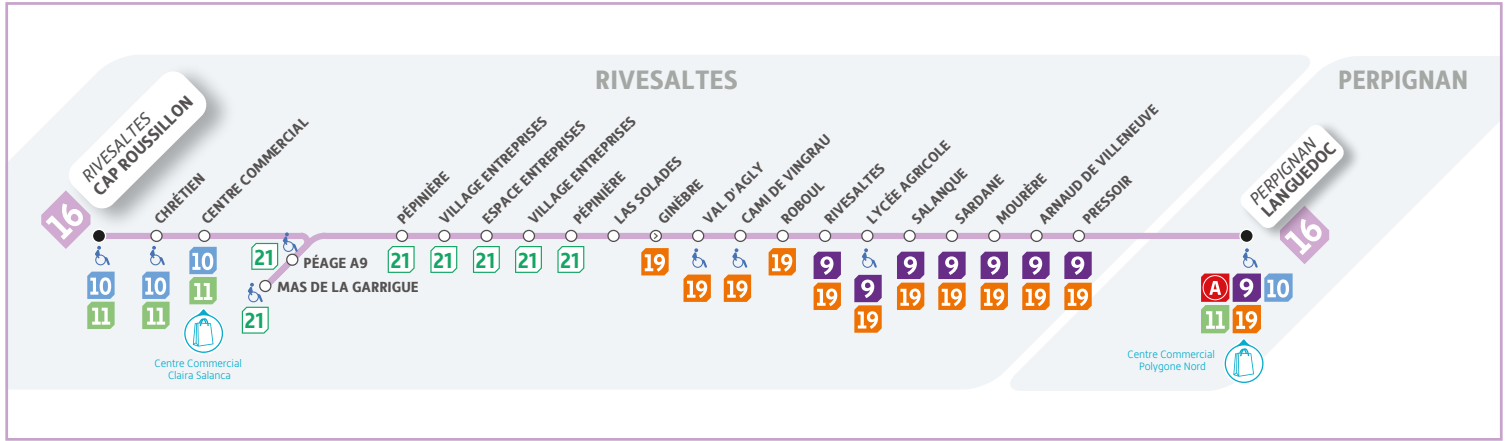 RIVESALTES
PERPIGNAN
RIVESALTES
CAP ROUSSILLON
16
CHRÉTIEN
CENTRE COMMERCIAL
PÉAGE A9
MAS DE LA GARRIGUE
PÉPINIÈRE
VILLAGE ENTREPRISES
ESPACE ENTREPRISES
VILLAGE ENTREPRISES
PÉPINIÈRE
LAS SOLADES
GINÈBRE
VAL D'AGLY
CAMI DE VINGRAU
ROBOUL
RIVESALTES
LYCÉE AGRICOLE
SALANQUE
SARDANE
MOURÈRE
ARNAUD DE VILLENEUVE
PRESSOIR
PERPIGNAN
LANGUEDOC
16
10
11
10
11
10
11
21
21
21
21
21
21
21
19
19
19
19
9
19
9
19
9
19
9
19
9
19
9
19
9
19
A 9 10
11 19
Centre Commercial
Claira Salanca
Centre Commercial
Polygone Nord